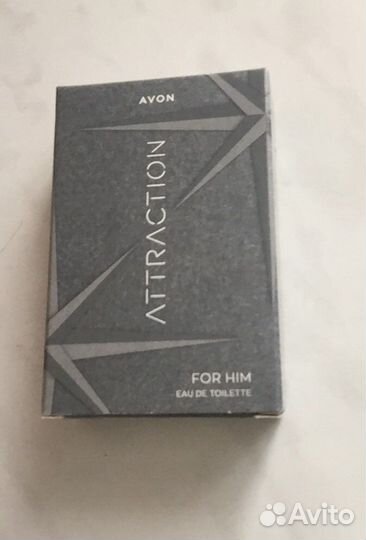 AVON
ATTRACTION
FOR HIM
EAU DE TOILETTE
Avito